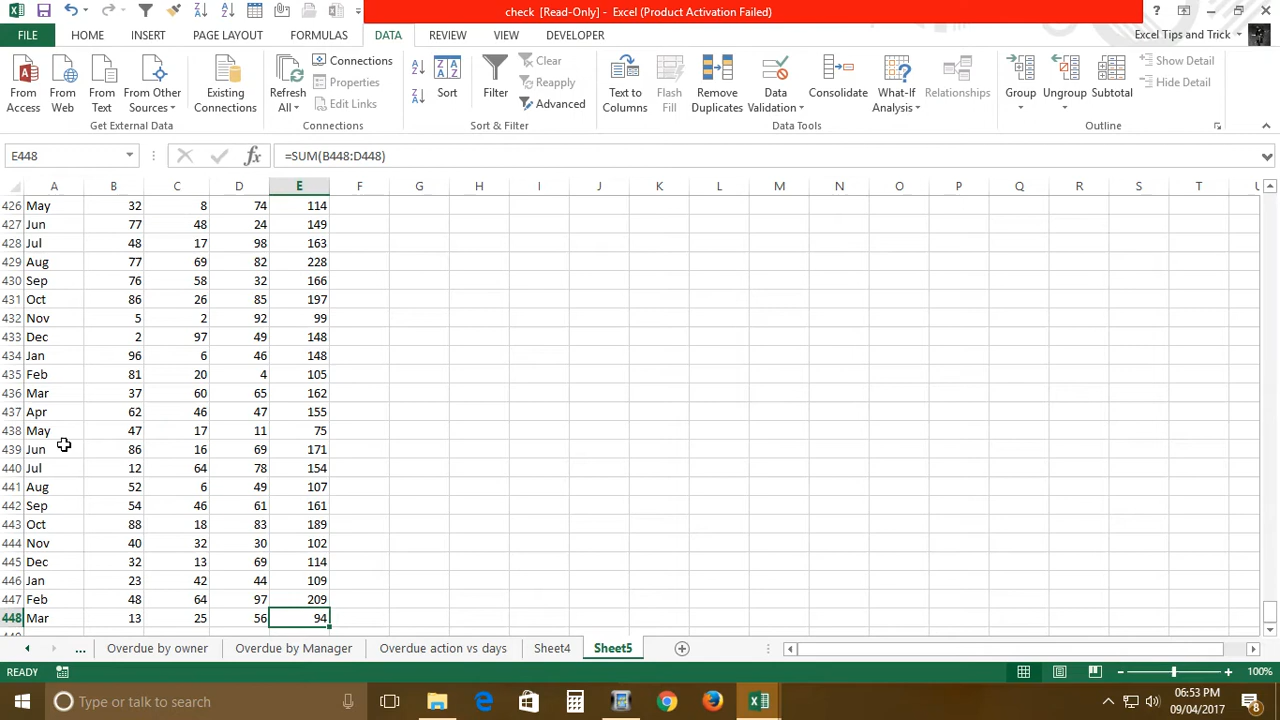 check [Read-Only] - Excel (Product Activation Failed)
FILE HOME INSERT PAGE LAYOUT FORMULAS DATA REVIEW VIEW DEVELOPER Excel Tips and Trick
From Access
From Web
From Text
From Other Sources
Existing Connections
Get External Data
Refresh All
Connections
Properties
Edit Links
Connections
Sort
Filter
Clear
Reapply
Advanced
Sort & Filter
Text to Columns
Flash Fill
Remove Duplicates
Data Validation
Consolidate
What-If Analysis
Relationships
Data Tools
Group
Ungroup
Subtotal
Show Detail
Hide Detail
Outline
E448 fx =SUM(B448:D448)
A B C D E F G H I J K L M N O P Q R S T U
426 May 32 8 74 114
427 Jun 77 48 24 149
428 Jul 48 17 98 163
429 Aug 77 69 82 228
430 Sep 76 58 32 166
431 Oct 86 26 85 197
432 Nov 5 2 92 99
433 Dec 2 97 49 148
434 Jan 96 6 46 148
435 Feb 81 20 4 105
436 Mar 37 60 65 162
437 Apr 62 46 47 155
438 May 47 17 11 75
439 Jun 86 16 69 171
440 Jul 12 64 78 154
441 Aug 52 6 49 107
442 Sep 54 46 61 161
443 Oct 88 18 83 189
444 Nov 40 32 30 102
445 Dec 32 13 69 114
446 Jan 23 42 44 109
447 Feb 48 64 97 209
448 Mar 13 25 56 94
... Overdue by owner Overdue by Manager Overdue action vs days Sheet4 Sheet5
READY 100%
Type or talk to search
06:53 PM
09/04/2017
8